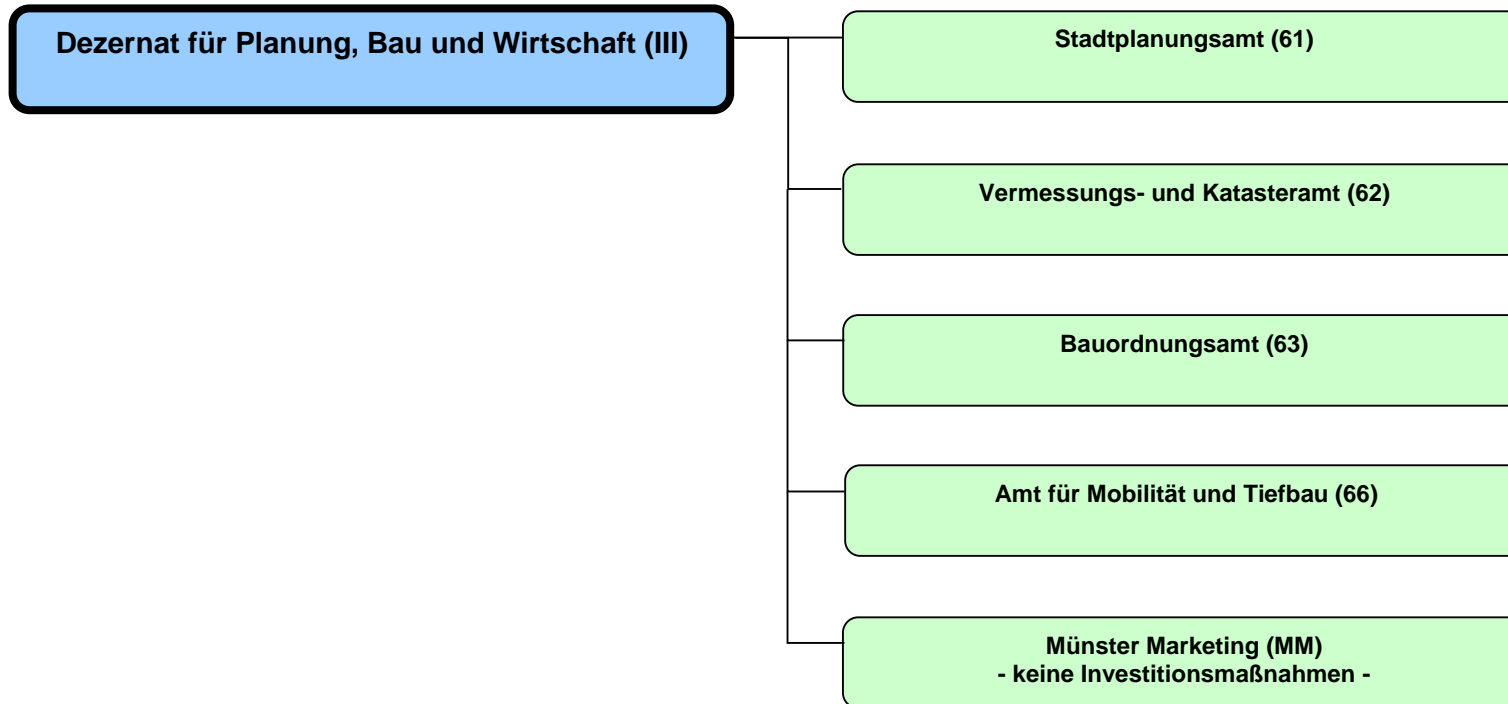 Dezernat für Planung, Bau und Wirtschaft (III)
Stadtplanungsamt (61)
Vermessungs- und Katasteramt (62)
Bauordnungsamt (63)
Amt für Mobilität und Tiefbau (66)
Münster Marketing (MM)
- keine Investitionsmaßnahmen -